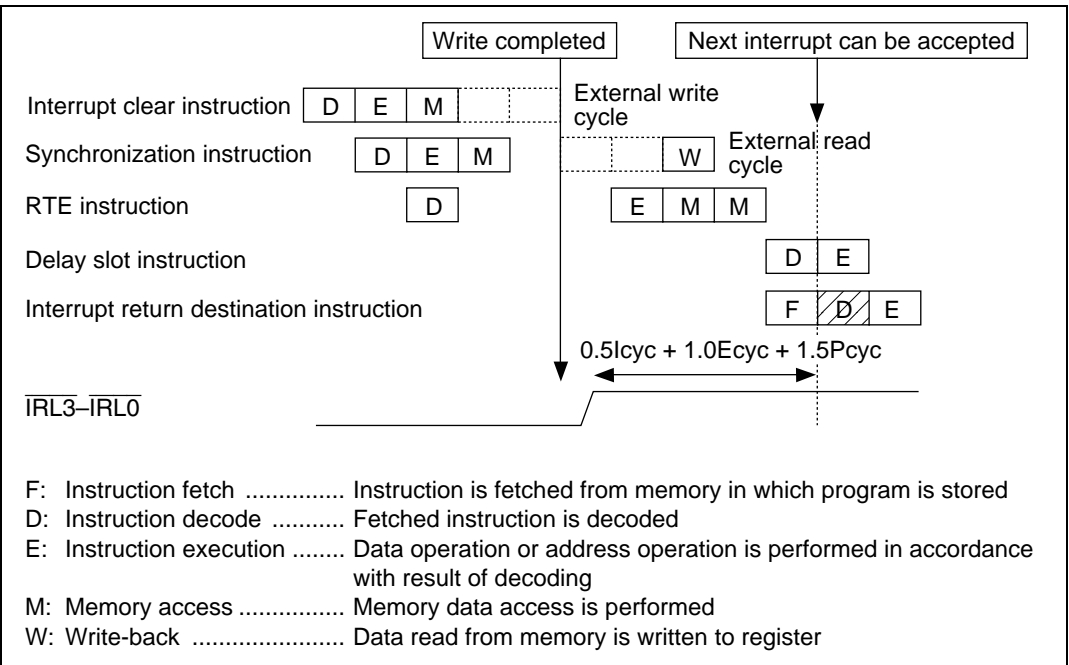 Write completed
Next interrupt can be accepted
Interrupt clear instruction D E M External write cycle
Synchronization instruction D E M W External read cycle
RTE instruction D E M M
Delay slot instruction D E
Interrupt return destination instruction F D E
0.5Icyc + 1.0Ecyc + 1.5Pcyc
IRL3–IRL0
F: Instruction fetch ............... Instruction is fetched from memory in which program is stored
D: Instruction decode ........... Fetched instruction is decoded
E: Instruction execution ........ Data operation or address operation is performed in accordance
with result of decoding
M: Memory access ................ Memory data access is performed
W: Write-back ..................... Data read from memory is written to register